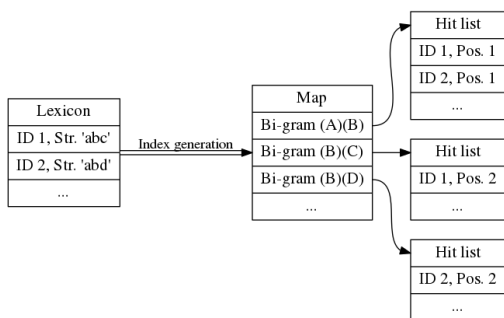 Lexicon
ID 1, Str. 'abc'
ID 2, Str. 'abd'
...
Index generation
Map
Bi-gram (A)(B)
Bi-gram (B)(C)
Bi-gram (B)(D)
...
Hit list
ID 1, Pos. 1
ID 2, Pos. 1
...
Hit list
ID 1, Pos. 2
...
Hit list
ID 2, Pos. 2
...